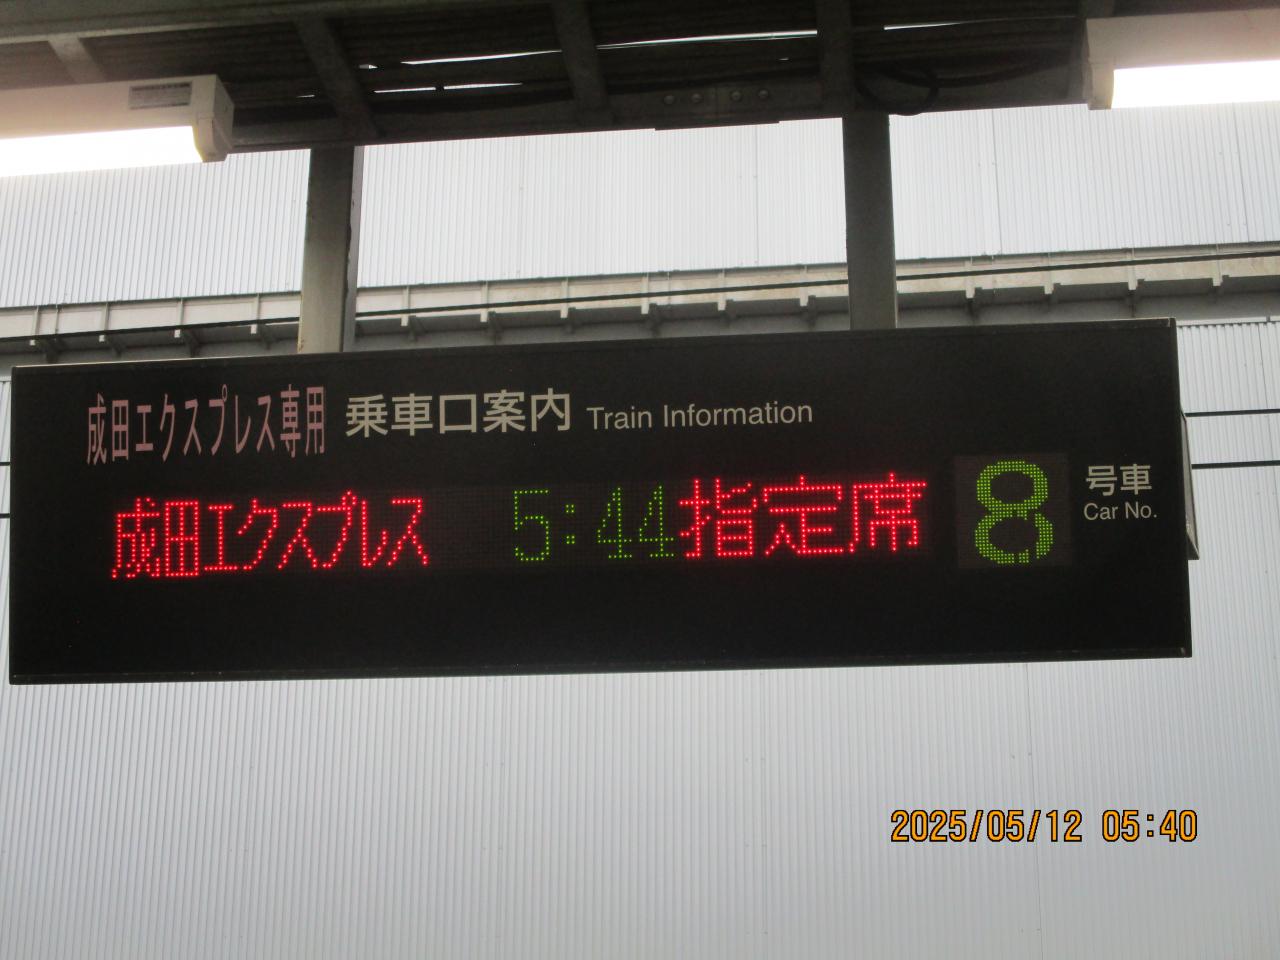 成田エクスプレス専用 乗車口案内 Train Information
成田エクスプレス 5:44 指定席 8 号車
Car No.
2025/05/12 05:40